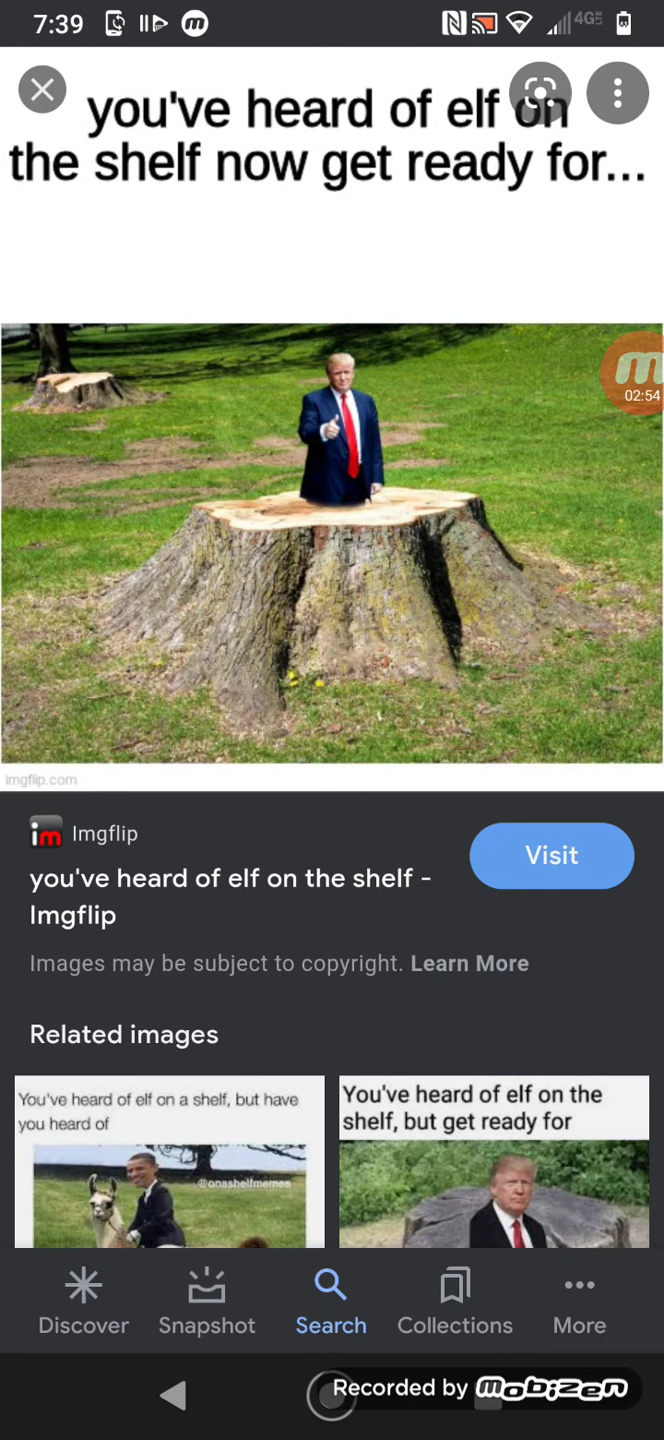 7:39
4G
you've heard of elf on
the shelf now get ready for...
02:54
imgflip.com
im Imgflip
you've heard of elf on the shelf -
Imgflip
Visit
Images may be subject to copyright. Learn More
Related images
You've heard of elf on a shelf, but have
you heard of
@onashelfmemes
You've heard of elf on the
shelf, but get ready for
Discover Snapshot Search Collections More
Recorded by mobizen